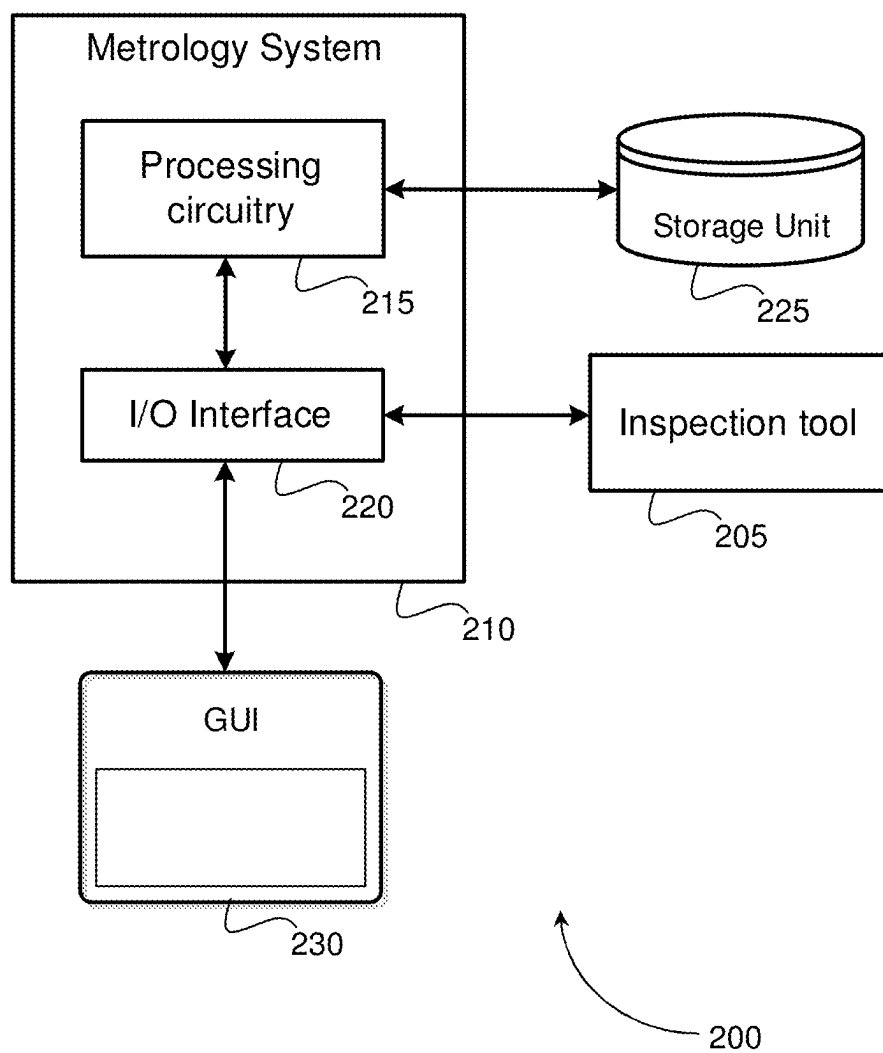 Metrology System
Processing
circuitry
215
Storage Unit
225
I/O Interface
220
Inspection tool
205
210
GUI
230
200